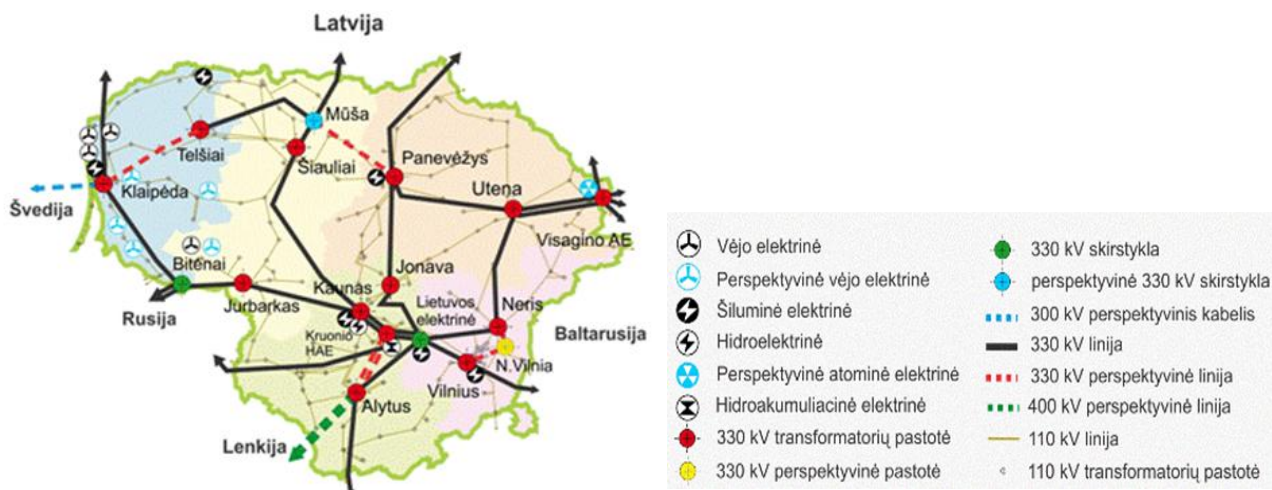 Latvija
Mūša
Telšiai
Šiauliai
Panevėžys
Klaipėda
Utena
Švedija
Visagino AE
Bitėnai
Jonava
Jurbarkas
Kaunas
Lietuvos
elektrinė
Neris
Rusija
Baltarusija
Kruonio
HAE
N.Vilnia
Vilnius
Alytus
Lenkija
Vėjo elektrinė
Perspektyvinė vėjo elektrinė
Šiluminė elektrinė
Hidroelektrinė
Perspektyvinė atominė elektrinė
Hidroakumuliacinė elektrinė
330 kV transformatorių pastotė
330 kV perspektyvinė pastotė
330 kV skirstykla
perspektyvinė 330 kV skirstykla
300 kV perspektyvinis kabelis
330 kV linija
330 kV perspektyvinė linija
400 kV perspektyvinė linija
110 kV linija
110 kV transformatorių pastotė